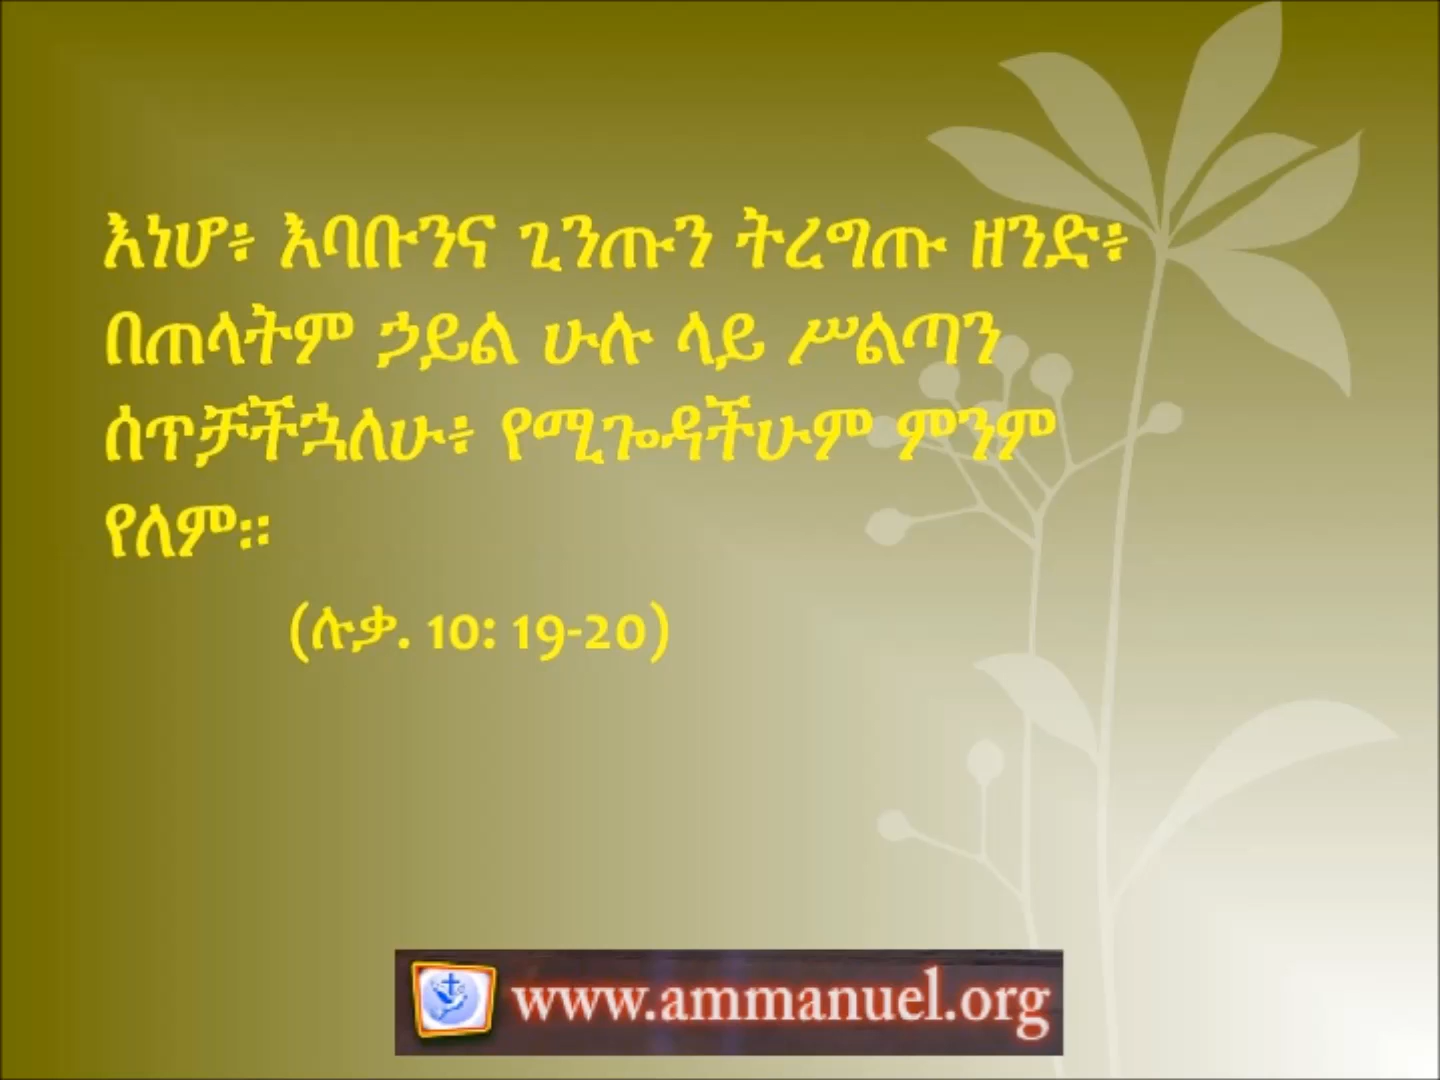 እነሆ፥ እባቡንና ጊንጡን ትረግጡ ዘንድ፥
በጠላትም ኃይል ሁሉ ላይ ሥልጣን
ሰጥቻችኋለሁ፥ የሚጐዳችሁም ምንም
የለም።
(ሉቃ. 10: 19-20)
www.ammanuel.org